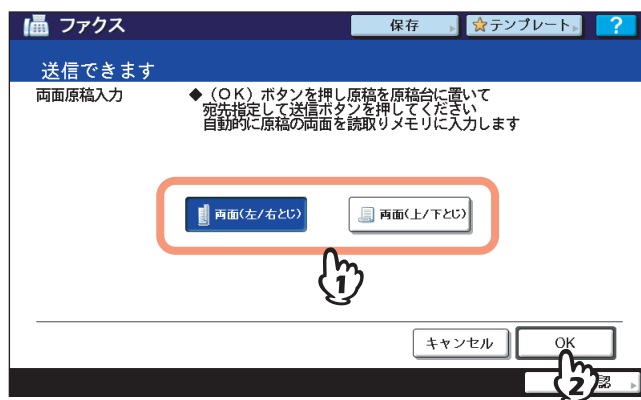 ファクス
保存
テンプレート
?
送信できます
両面原稿入力
◆(OK)ボタンを押し原稿を原稿台に置いて
宛先指定して送信ボタンを押してください
自動的に原稿の両面を読取りメモリに入力します
両面(左/右とじ)
両面(上/下とじ)
1
キャンセル
OK
2
認